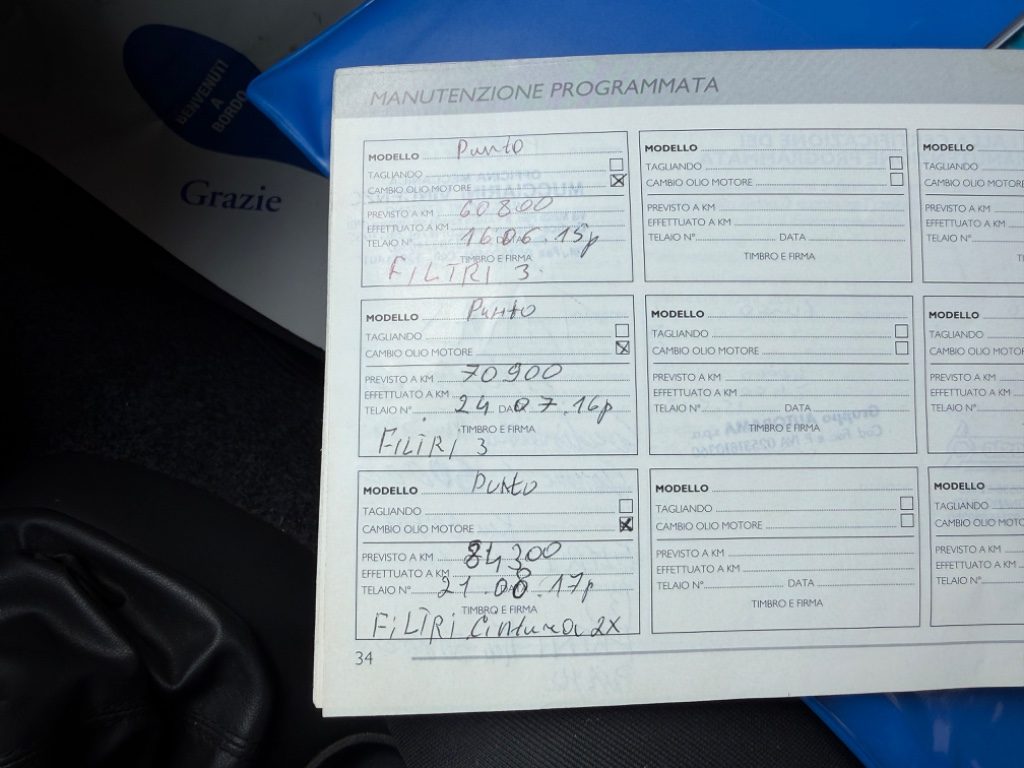 BENVENUTI
A
BORDO
Grazie
MANUTENZIONE PROGRAMMATA
MODELLO Punto
TAGLIANDO
CAMBIO OLIO MOTORE
PREVISTO A KM 60800
EFFETTUATO A KM
TELAIO N° 16.06.15p
TIMBRO E FIRMA
FILTRI 3
MODELLO Punto
TAGLIANDO
CAMBIO OLIO MOTORE
PREVISTO A KM 70900
EFFETTUATO A KM
TELAIO N° 24 DA 07.16p
TIMBRO E FIRMA
FILTRI 3
MODELLO Punto
TAGLIANDO
CAMBIO OLIO MOTORE
PREVISTO A KM 84300
EFFETTUATO A KM
TELAIO N° 21.08.17p
TIMBRO E FIRMA
FILTRI Cintura 2X
MODELLO
TAGLIANDO
CAMBIO OLIO MOTORE
PREVISTO A KM
EFFETTUATO A KM
TELAIO N° DATA
TIMBRO E FIRMA
MODELLO
TAGLIANDO
CAMBIO OLIO MOTORE
PREVISTO A KM
EFFETTUATO A KM
TELAIO N° DATA
TIMBRO E FIRMA
MODELLO
TAGLIANDO
CAMBIO OLIO MOTORE
PREVISTO A KM
EFFETTUATO A KM
TELAIO N° DATA
TIMBRO E FIRMA
MODELLO
TAGLIANDO
CAMBIO OLIO MOTORE
PREVISTO A KM
EFFETTUATO A KM
TELAIO N°
MODELLO
TAGLIANDO
CAMBIO OLIO
PREVISTO A KM
EFFETTUATO A KM
TELAIO N°
MODELLO
TAGLIANDO
CAMBIO OLIO MOTOR
PREVISTO A KM
EFFETTUATO A KM
TELAIO N°
34